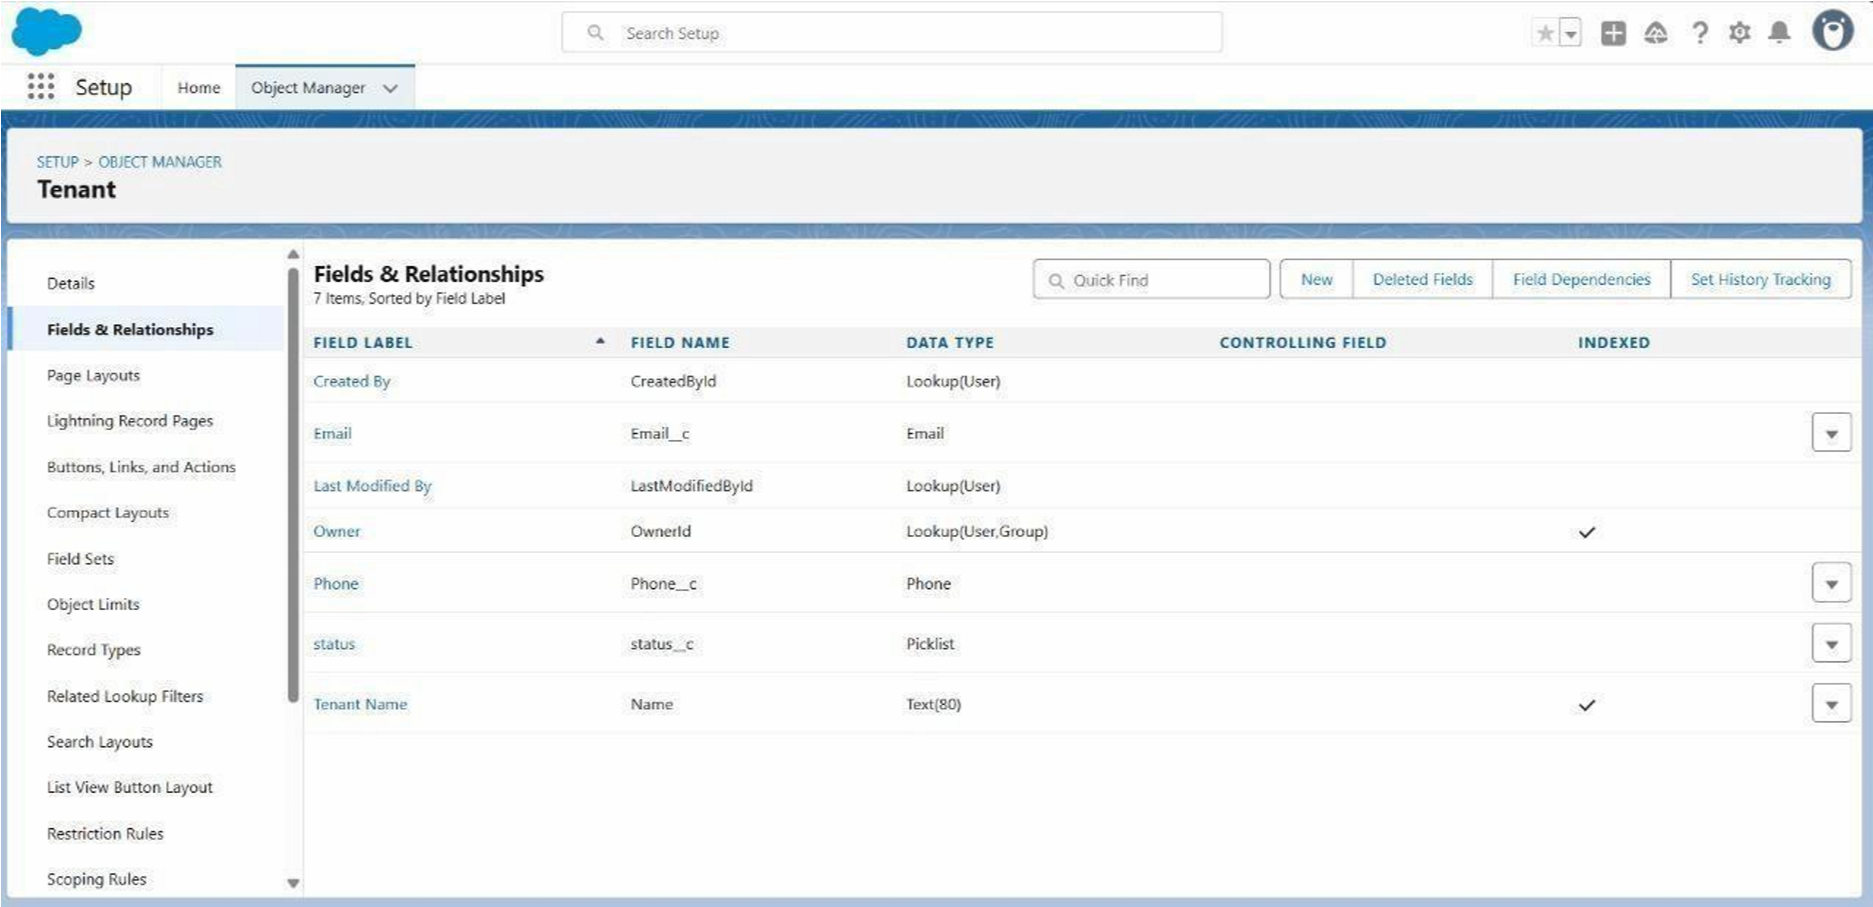 Search Setup
Setup Home Object Manager
SETUP > OBJECT MANAGER
Tenant
Details
Fields & Relationships
Page Layouts
Lightning Record Pages
Buttons, Links, and Actions
Compact Layouts
Field Sets
Object Limits
Record Types
Related Lookup Filters
Search Layouts
List View Button Layout
Restriction Rules
Scoping Rules
Fields & Relationships
7 Items, Sorted by Field Label
Quick Find New Deleted Fields Field Dependencies Set History Tracking
FIELD LABEL FIELD NAME DATA TYPE CONTROLLING FIELD INDEXED
Created By CreatedById Lookup(User)
Email Email__c Email
Last Modified By LastModifiedById Lookup(User)
Owner OwnerId Lookup(User,Group)
Phone Phone__c Phone
status status__c Picklist
Tenant Name Name Text(80)